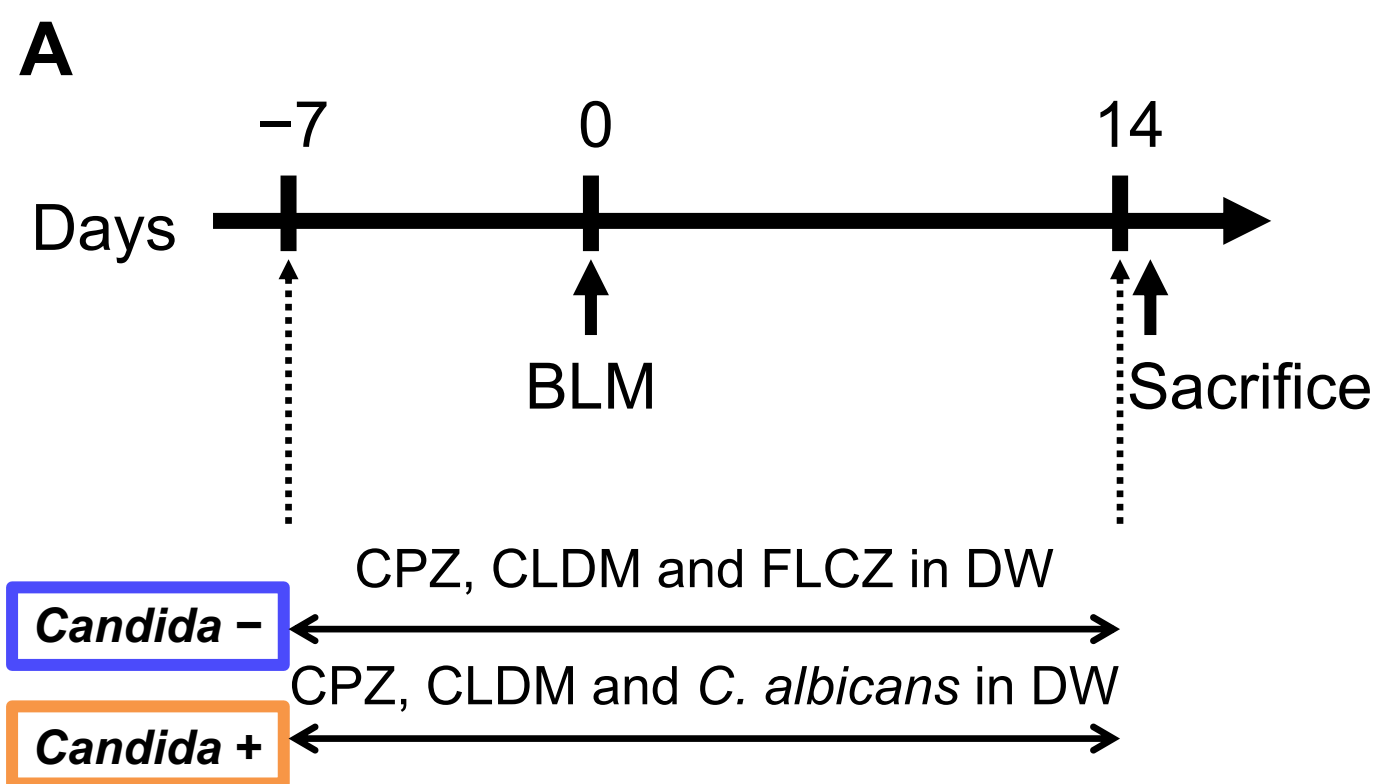 A
−7 0 14
Days
BLM
Sacrifice
CPZ, CLDM and FLCZ in DW
Candida −
CPZ, CLDM and C. albicans in DW
Candida +